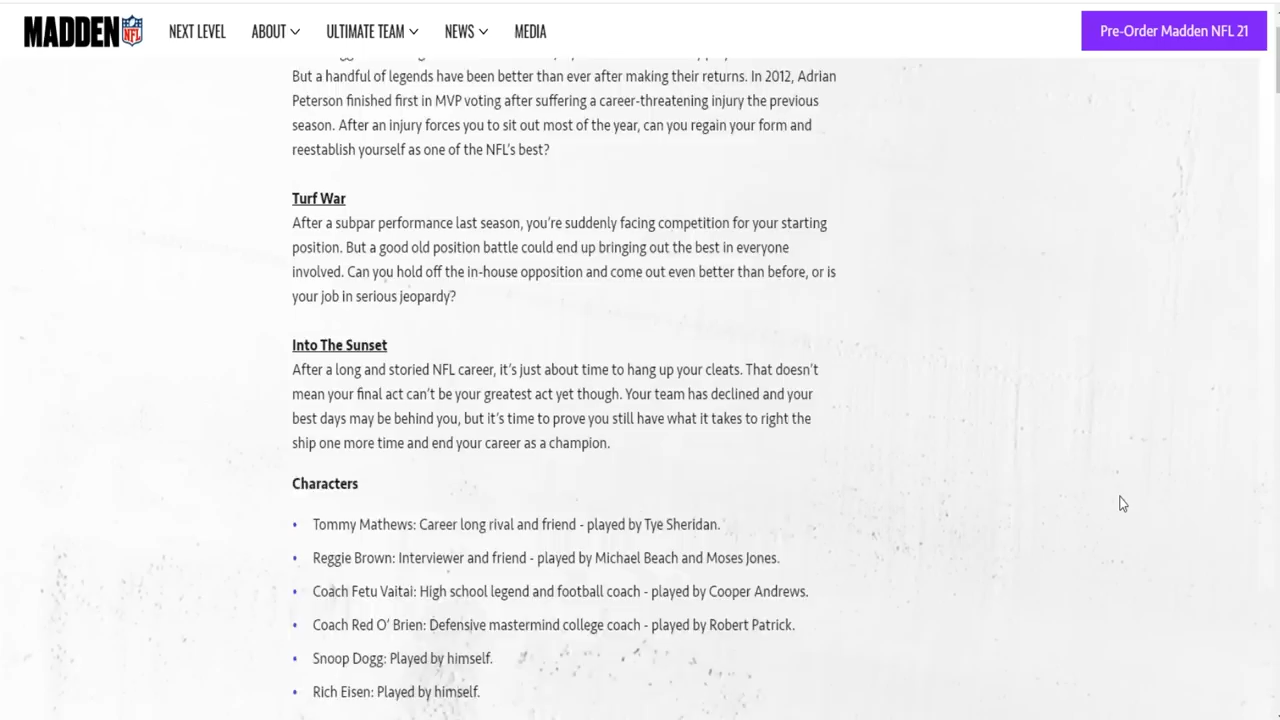 MADDEN NFL NEXT LEVEL ABOUT ULTIMATE TEAM NEWS MEDIA Pre-Order Madden NFL 21
But a handful of legends have been better than ever after making their returns. In 2012, Adrian
Peterson finished first in MVP voting after suffering a career-threatening injury the previous
season. After an injury forces you to sit out most of the year, can you regain your form and
reestablish yourself as one of the NFL's best?
Turf War
After a subpar performance last season, you're suddenly facing competition for your starting
position. But a good old position battle could end up bringing out the best in everyone
involved. Can you hold off the in-house opposition and come out even better than before, or is
your job in serious jeopardy?
Into The Sunset
After a long and storied NFL career, it's just about time to hang up your cleats. That doesn't
mean your final act can't be your greatest act yet though. Your team has declined and your
best days may be behind you, but it's time to prove you still have what it takes to right the
ship one more time and end your career as a champion.
Characters
• Tommy Mathews: Career long rival and friend - played by Tye Sheridan.
• Reggie Brown: Interviewer and friend - played by Michael Beach and Moses Jones.
• Coach Fetu Vaitai: High school legend and football coach - played by Cooper Andrews.
• Coach Red O' Brien: Defensive mastermind college coach - played by Robert Patrick.
• Snoop Dogg: Played by himself.
• Rich Eisen: Played by himself.